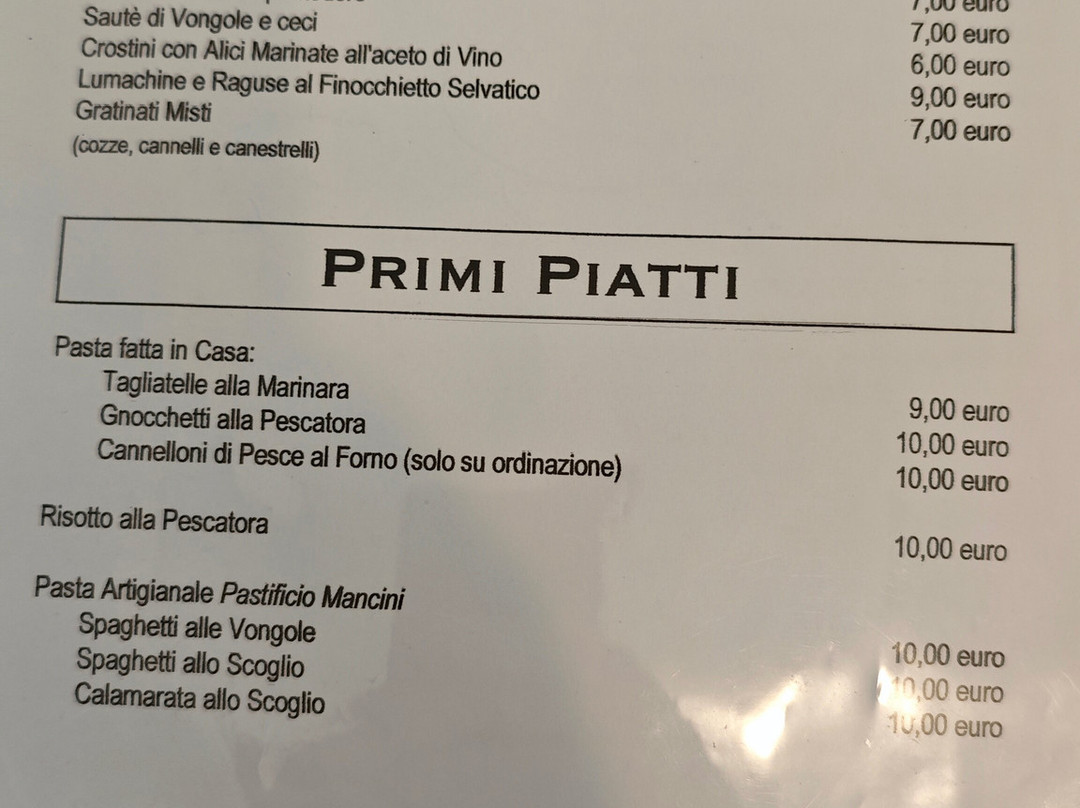 7,00 euro
Sautè di Vongole e ceci 7,00 euro
Crostini con Alici Marinate all'aceto di Vino 6,00 euro
Lumachine e Raguse al Finocchietto Selvatico 9,00 euro
Gratinati Misti 7,00 euro
(cozze, cannelli e canestrelli)
PRIMI PIATTI
Pasta fatta in Casa:
Tagliatelle alla Marinara 9,00 euro
Gnocchetti alla Pescatora 10,00 euro
Cannelloni di Pesce al Forno (solo su ordinazione) 10,00 euro
Risotto alla Pescatora 10,00 euro
Pasta Artigianale Pastificio Mancini
Spaghetti alle Vongole 10,00 euro
Spaghetti allo Scoglio 10,00 euro
Calamarata allo Scoglio 10,00 euro